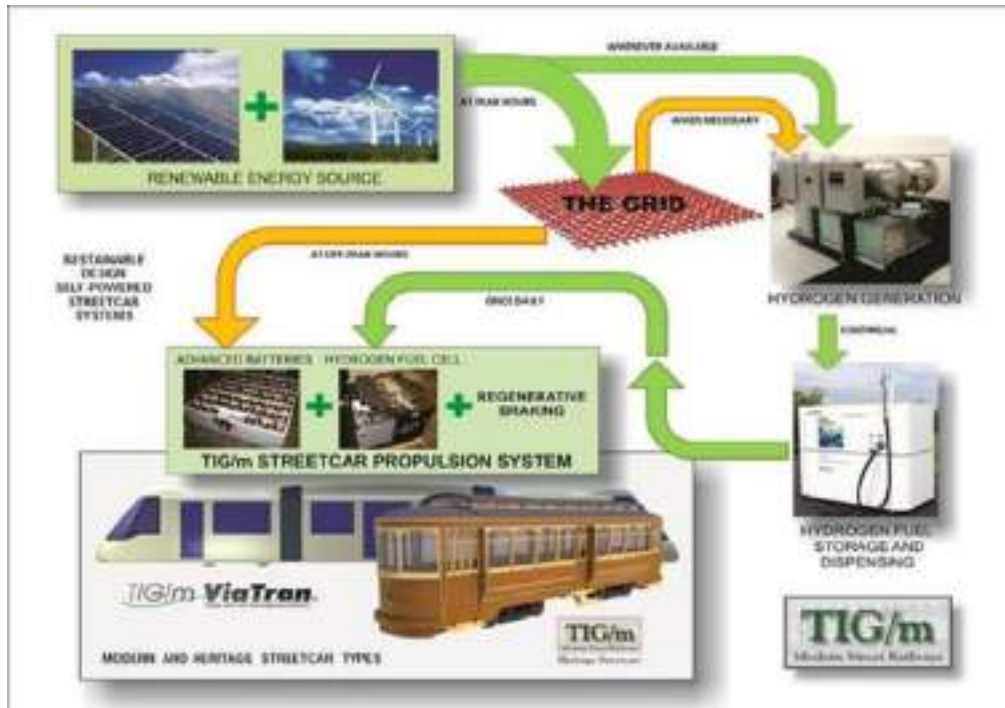 WHEREVER AVAILABLE
AT PEAK HOURS
WHEN NECESSARY
RENEWABLE ENERGY SOURCE
THE GRID
AT OFF-PEAK HOURS
SUSTAINABLE
DESIGN
SELF-POWERED
STREETCAR
SYSTEMS
ONCE DAILY
HYDROGEN GENERATION
CONTINUAL
ADVANCED BATTERIES
HYDROGEN FUEL CELL
REGENERATIVE
BRAKING
TIG/m STREETCAR PROPULSION SYSTEM
HYDROGEN FUEL
STORAGE AND
DISPENSING
TIG/m ViaTran
TIG/m
MODERN AND HERITAGE STREETCAR TYPES
TIG/m
Modern Street Railways